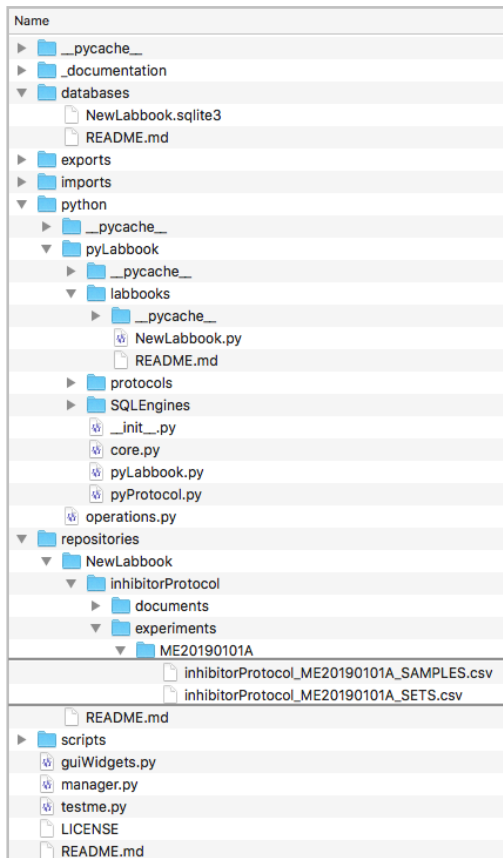 Name
__pycache__
_documentation
databases
NewLabbook.sqlite3
README.md
exports
imports
python
__pycache__
pyLabbook
__pycache__
labbooks
__pycache__
NewLabbook.py
README.md
protocols
SQLEngines
__init__.py
core.py
pyLabbook.py
pyProtocol.py
operations.py
repositories
NewLabbook
inhibitorProtocol
documents
experiments
ME20190101A
inhibitorProtocol_ME20190101A_SAMPLES.csv
inhibitorProtocol_ME20190101A_SETS.csv
README.md
scripts
guiWidgets.py
manager.py
testme.py
LICENSE
README.md